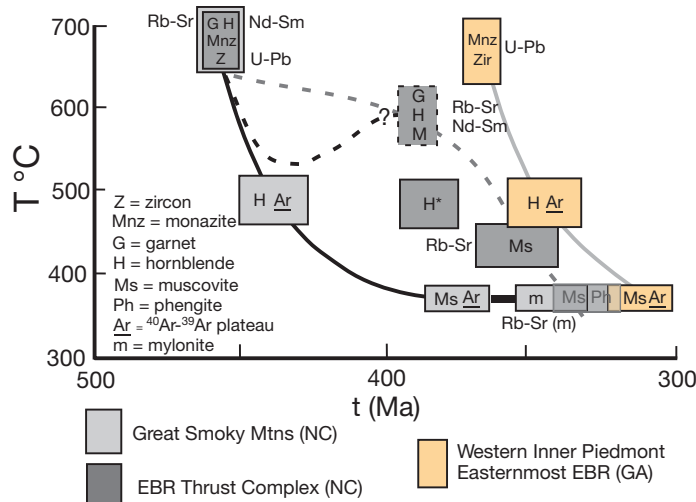 700
600
500
400
300
T °C
500
400
300
t (Ma)
Rb-Sr
G H
Mnz
Z
Nd-Sm
U-Pb
Mnz
Zir
U-Pb
?
G
H
M
Rb-Sr
Nd-Sm
H Ar
H*
H Ar
Rb-Sr
Ms
Ms Ar
m
Ms
Ph
Ms Ar
Rb-Sr (m)
Z = zircon
Mnz = monazite
G = garnet
H = hornblende
Ms = muscovite
Ph = phengite
Ar = ⁴⁰Ar-³⁹Ar plateau
m = mylonite
Great Smoky Mtns (NC)
EBR Thrust Complex (NC)
Western Inner Piedmont
Easternmost EBR (GA)